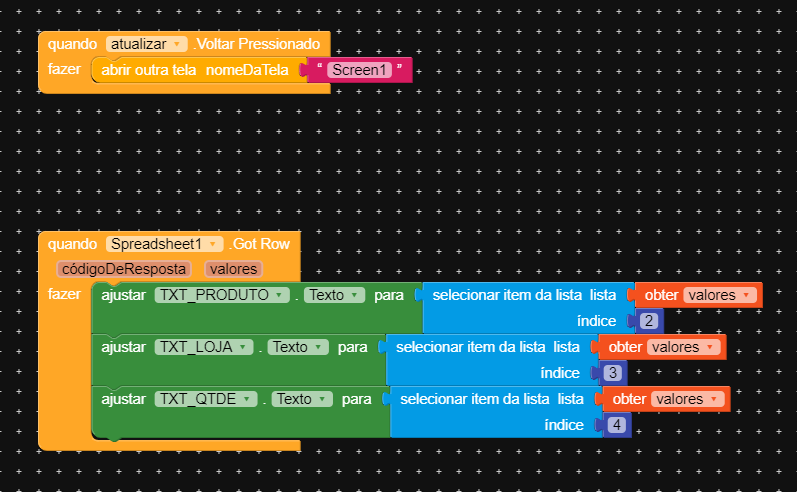 quando atualizar .Voltar Pressionado
fazer abrir outra tela nomeDaTela “ Screen1 ”
quando Spreadsheet1 .Got Row
códigoDeResposta valores
fazer ajustar TXT_PRODUTO . Texto para selecionar item da lista lista obter valores
índice 2
ajustar TXT_LOJA . Texto para selecionar item da lista lista obter valores
índice 3
ajustar TXT_QTDE . Texto para selecionar item da lista lista obter valores
índice 4